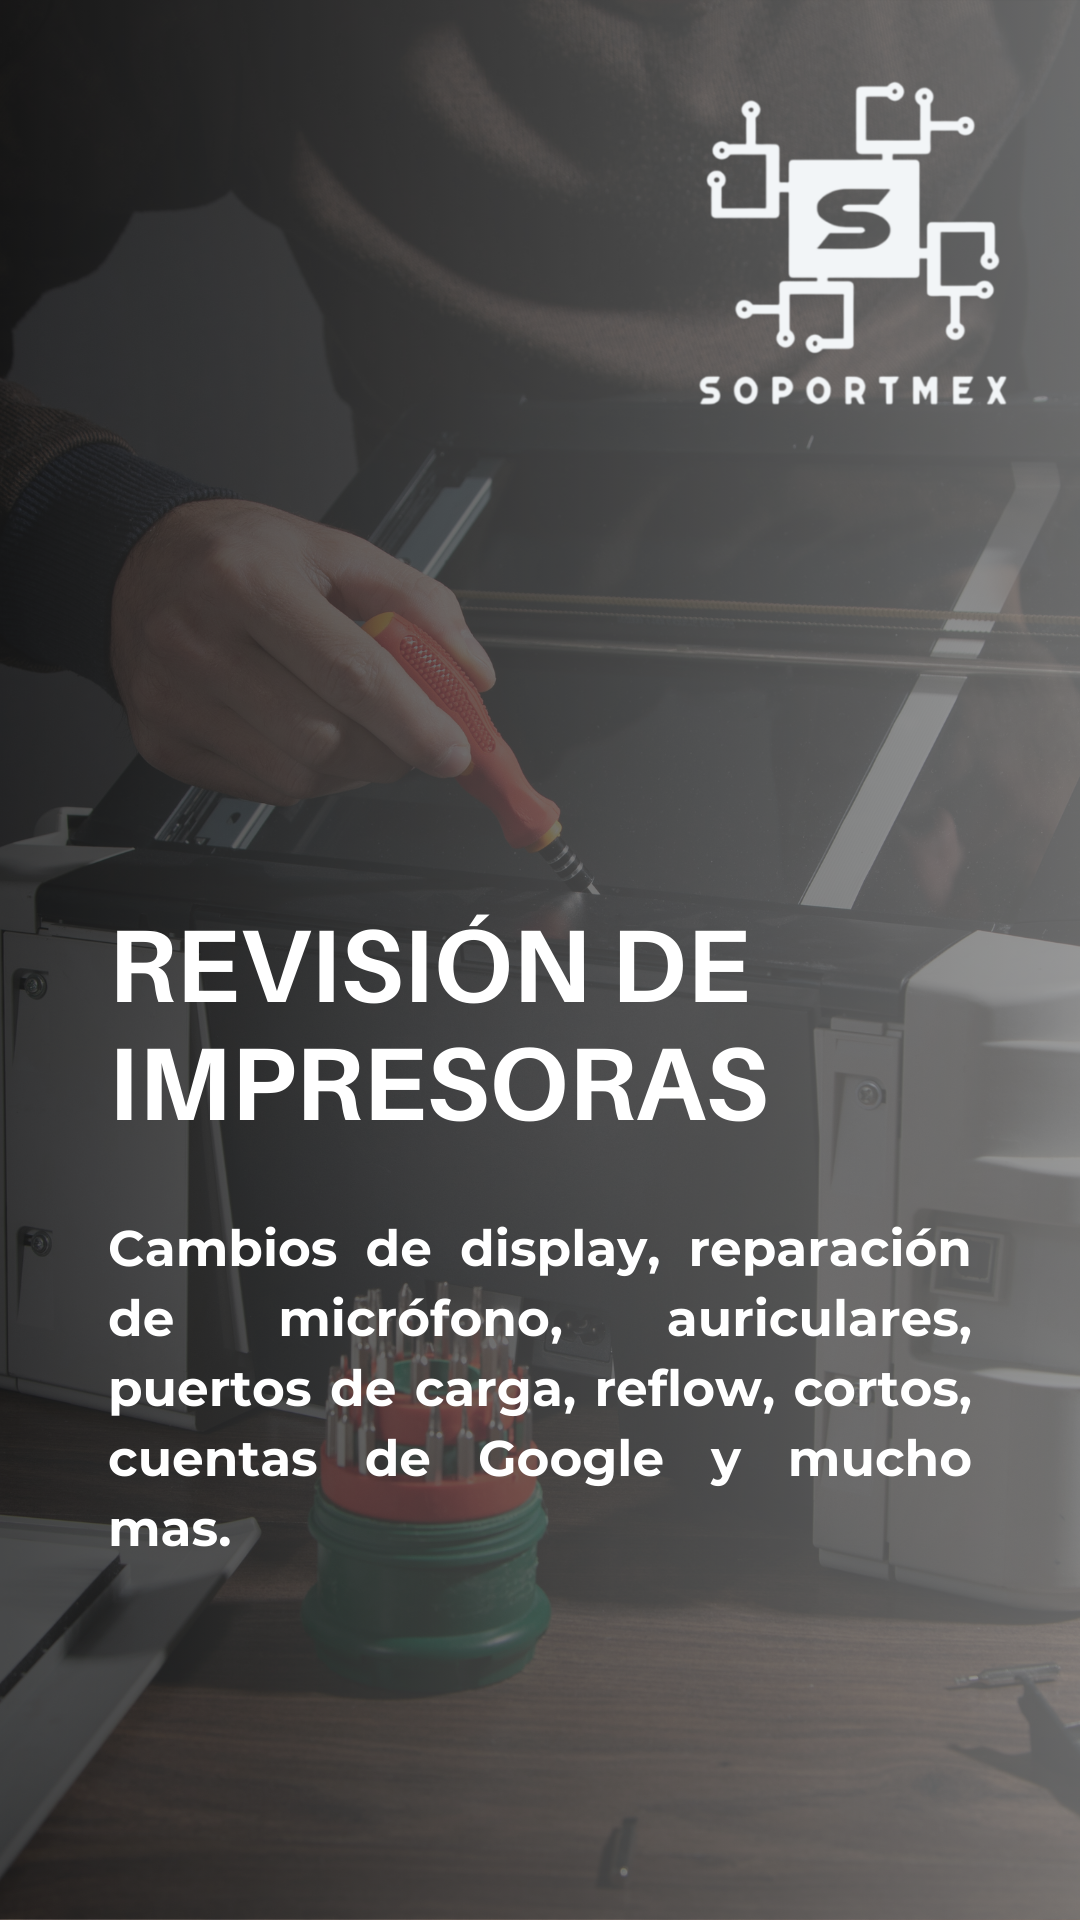 S
SOPORTMEX
REVISIÓN DE
IMPRESORAS
Cambios de display, reparación
de micrófono, auriculares,
puertos de carga, reflow, cortos,
cuentas de Google y mucho
mas.